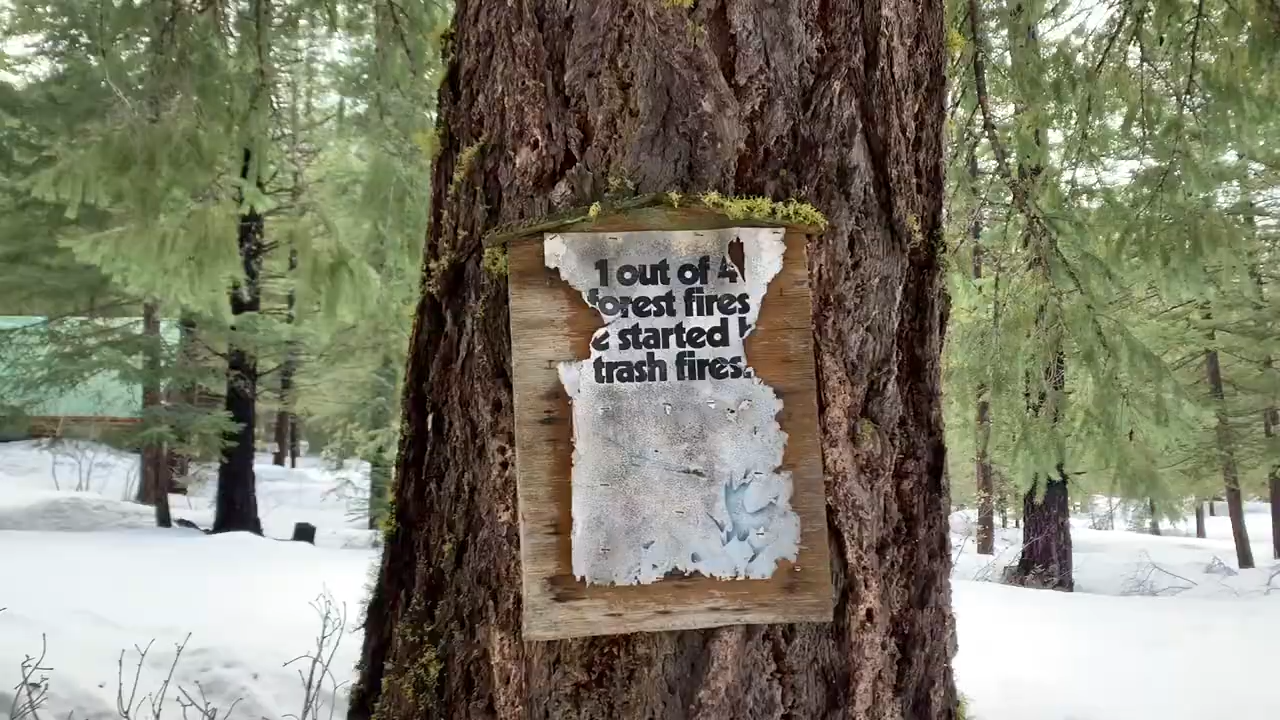 1 out of 4
forest fires
started
trash fires.